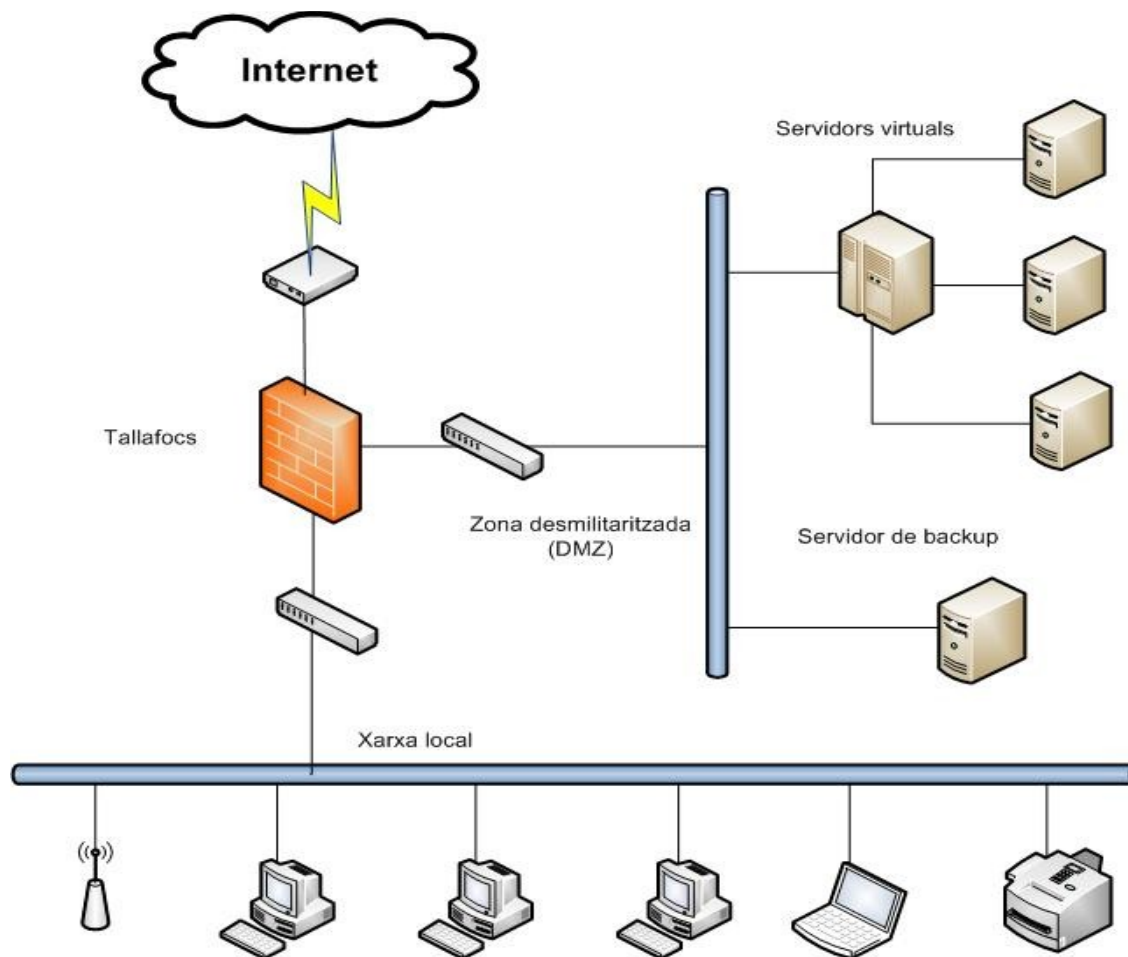 Internet
Servidors virtuals
Tallafocs
Zona desmilitaritzada
(DMZ)
Servidor de backup
Xarxa local